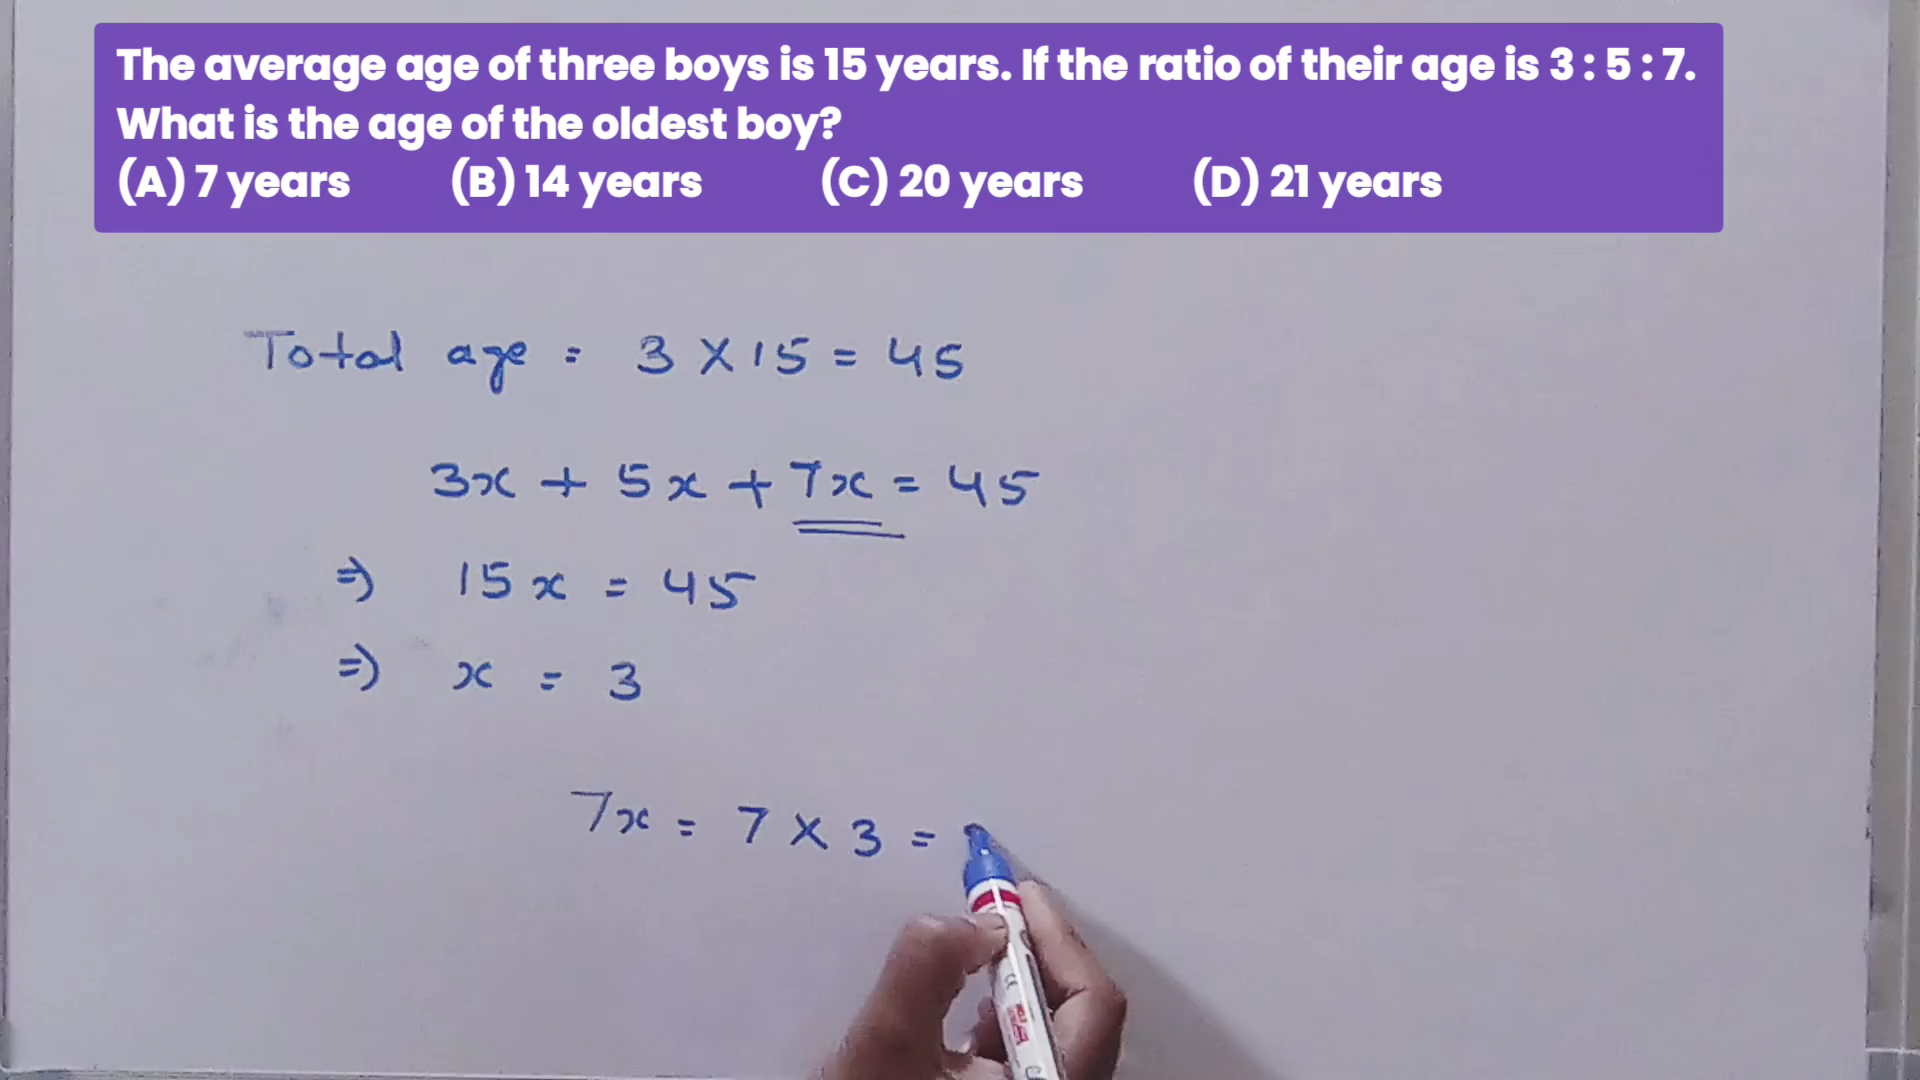 The average age of three boys is 15 years. If the ratio of their age is 3 : 5 : 7.
What is the age of the oldest boy?
(A) 7 years (B) 14 years (C) 20 years (D) 21 years
Total age = 3 X 15 = 45
3x + 5x + 7x = 45
⇒ 15x = 45
⇒ x = 3
7x = 7 X 3 =